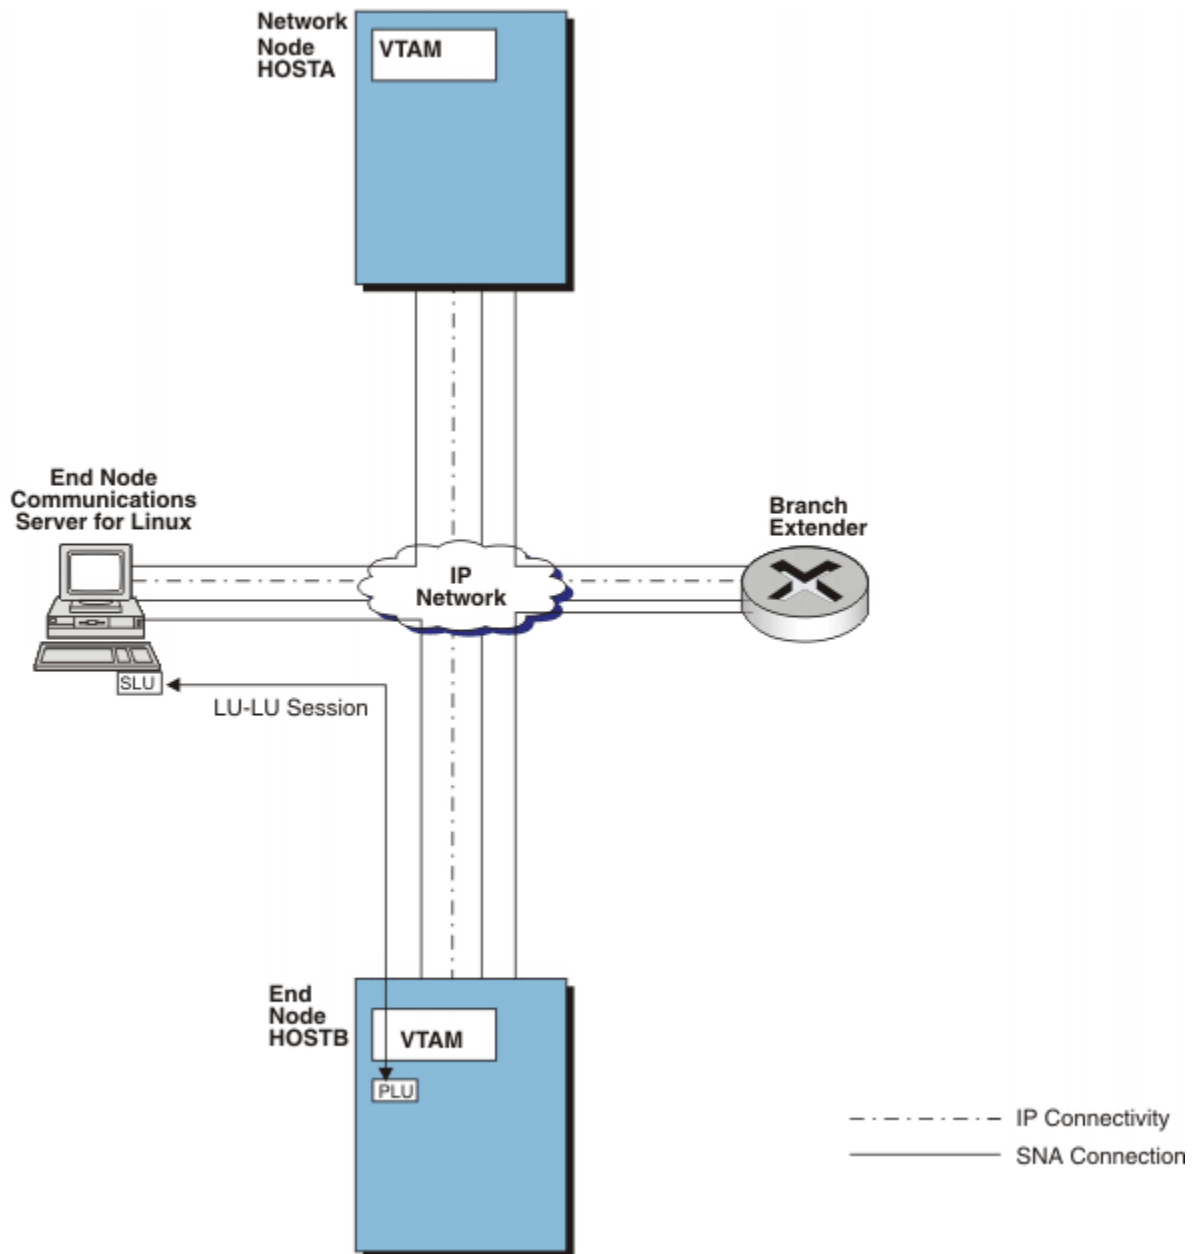 Network
Node
HOSTA
VTAM
End Node
Communications
Server for Linux
Branch
Extender
IP
Network
SLU
LU-LU Session
End
Node
HOSTB
VTAM
PLU
IP Connectivity
SNA Connection